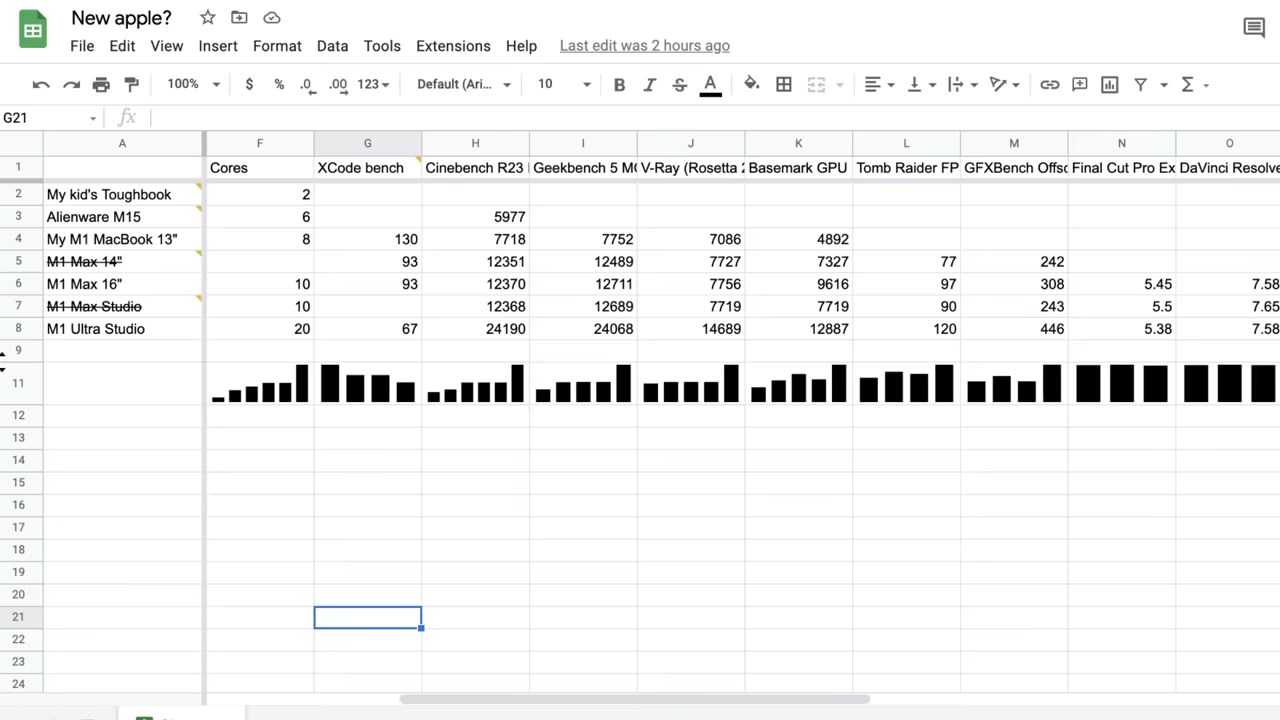 New apple?
File Edit View Insert Format Data Tools Extensions Help Last edit was 2 hours ago
100% $ % .0 .00 123 Default (Ari... 10 B I S A
G21 fx
A F G H I J K L M N O
1 Cores XCode bench Cinebench R23 Geekbench 5 MC V-Ray (Rosetta 2 Basemark GPU Tomb Raider FP GFXBench Offsc Final Cut Pro Ex DaVinci Resolve
2 My kid's Toughbook 2
3 Alienware M15 6 5977
4 My M1 MacBook 13" 8 130 7718 7752 7086 4892
5 M1 Max 14" 93 12351 12489 7727 7327 77 242
6 M1 Max 16" 10 93 12370 12711 7756 9616 97 308 5.45 7.58
7 M1 Max Studio 10 12368 12689 7719 7719 90 243 5.5 7.65
8 M1 Ultra Studio 20 67 24190 24068 14689 12887 120 446 5.38 7.58
9
11
12
13
14
15
16
17
18
19
20
21
22
23
24